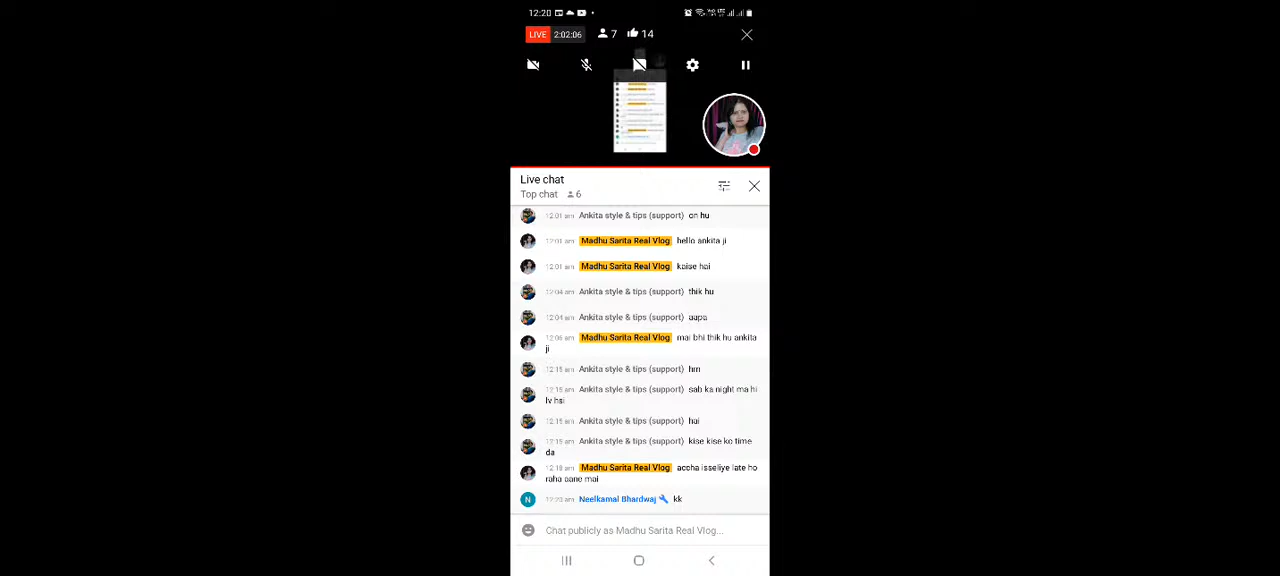 12:20
LIVE 2:02:06 7 14
Live chat
Top chat 6
12:01 am Ankita style & tips (support) on hu
12:01 am Madhu Sarita Real Vlog hello ankita ji
12:01 am Madhu Sarita Real Vlog kaise hai
12:04 am Ankita style & tips (support) thik hu
12:04 am Ankita style & tips (support) aapa
12:06 am Madhu Sarita Real Vlog mai bhi thik hu ankita
ji
12:15 am Ankita style & tips (support) hm
12:15 am Ankita style & tips (support) sab ka night ma hi
lv hsi
12:15 am Ankita style & tips (support) hai
12:15 am Ankita style & tips (support) kise kise ko time
da
12:18 am Madhu Sarita Real Vlog accha isseliye late ho
raha aane mai
N 12:20 am Neelkamal Bhardwaj kk
Chat publicly as Madhu Sarita Real Vlog...